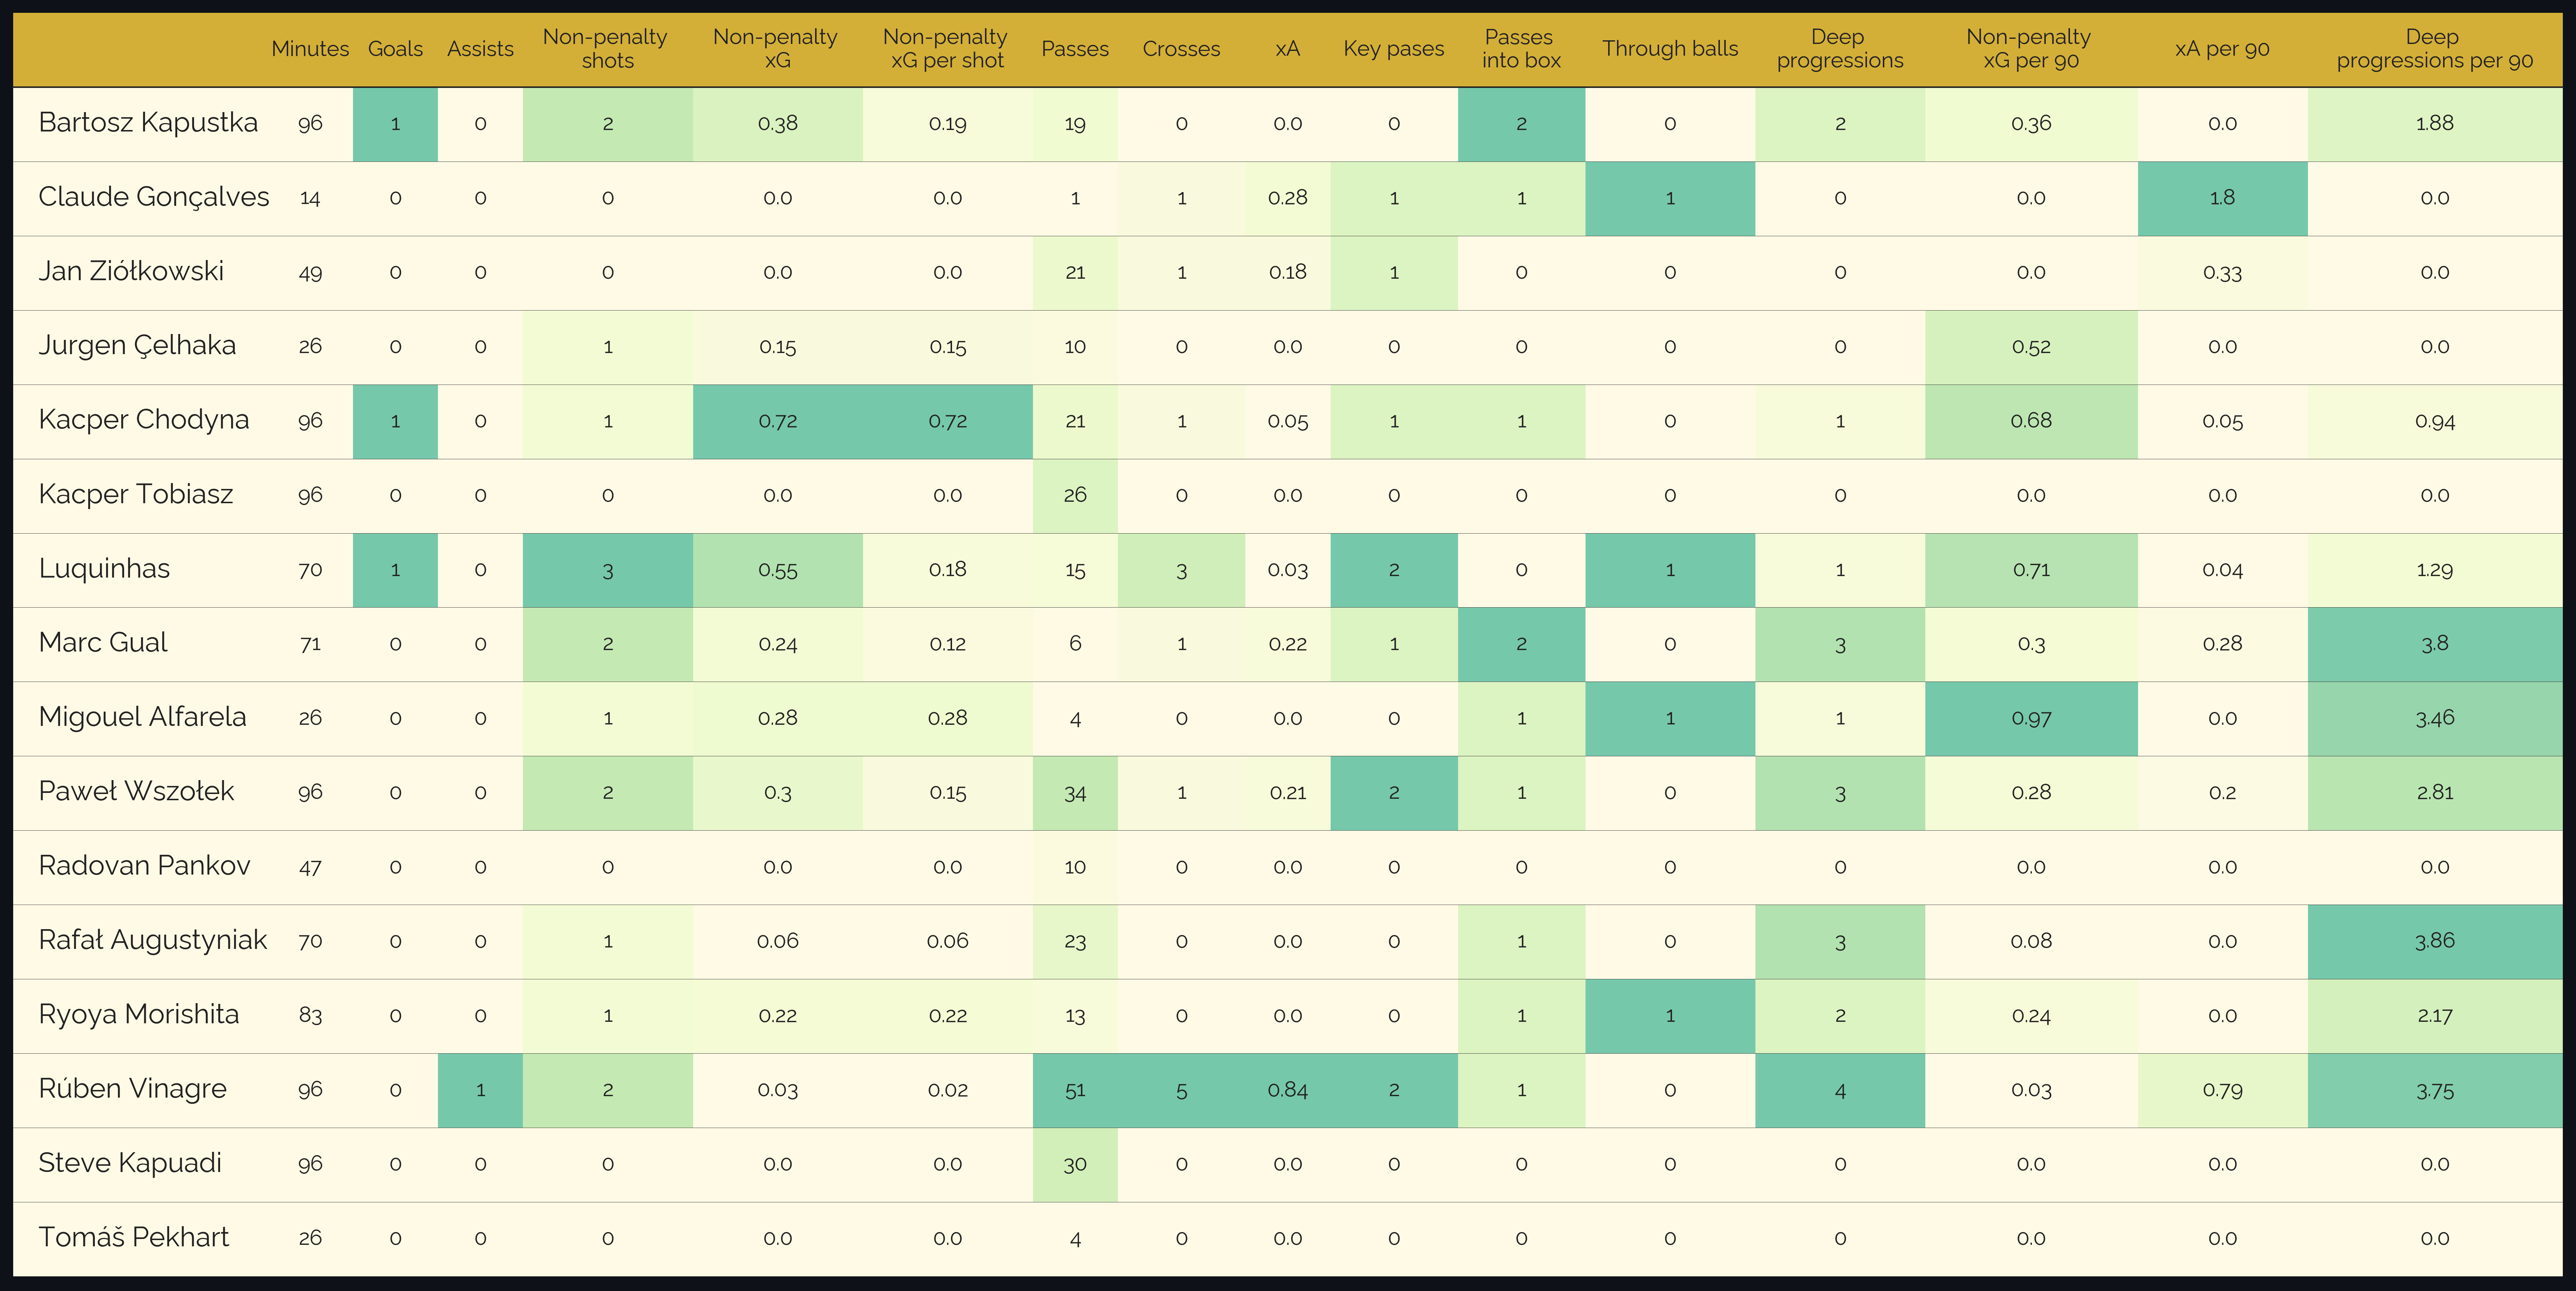 Minutes Goals Assists Non-penalty shots Non-penalty xG Non-penalty xG per shot Passes Crosses xA Key pases Passes into box Through balls Deep progressions Non-penalty xG per 90 xA per 90 Deep progressions per 90
Bartosz Kapustka 96 1 0 2 0.38 0.19 19 0 0.0 0 2 0 2 0.36 0.0 1.88
Claude Gonçalves 14 0 0 0 0.0 0.0 1 1 0.28 1 1 1 0 0.0 1.8 0.0
Jan Ziółkowski 49 0 0 0 0.0 0.0 21 1 0.18 1 0 0 0 0.0 0.33 0.0
Jurgen Çelhaka 26 0 0 1 0.15 0.15 10 0 0.0 0 0 0 0 0.52 0.0 0.0
Kacper Chodyna 96 1 0 1 0.72 0.72 21 1 0.05 1 1 0 1 0.68 0.05 0.94
Kacper Tobiasz 96 0 0 0 0.0 0.0 26 0 0.0 0 0 0 0 0.0 0.0 0.0
Luquinhas 70 1 0 3 0.55 0.18 15 3 0.03 2 0 1 1 0.71 0.04 1.29
Marc Gual 71 0 0 2 0.24 0.12 6 1 0.22 1 2 0 3 0.3 0.28 3.8
Migouel Alfarela 26 0 0 1 0.28 0.28 4 0 0.0 0 1 1 1 0.97 0.0 3.46
Paweł Wszołek 96 0 0 2 0.3 0.15 34 1 0.21 2 1 0 3 0.28 0.2 2.81
Radovan Pankov 47 0 0 0 0.0 0.0 10 0 0.0 0 0 0 0 0.0 0.0 0.0
Rafał Augustyniak 70 0 0 1 0.06 0.06 23 0 0.0 0 1 0 3 0.08 0.0 3.86
Ryoya Morishita 83 0 0 1 0.22 0.22 13 0 0.0 0 1 1 2 0.24 0.0 2.17
Rúben Vinagre 96 0 1 2 0.03 0.02 51 5 0.84 2 1 0 4 0.03 0.79 3.75
Steve Kapuadi 96 0 0 0 0.0 0.0 30 0 0.0 0 0 0 0 0.0 0.0 0.0
Tomáš Pekhart 26 0 0 0 0.0 0.0 4 0 0.0 0 0 0 0 0.0 0.0 0.0